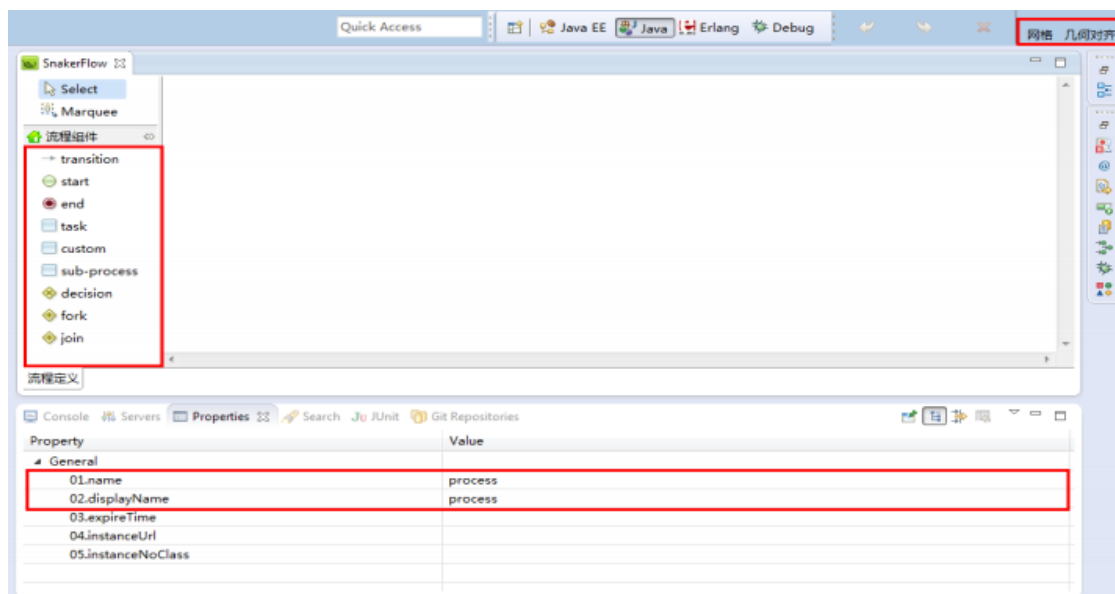 Quick Access Java EE Java Erlang Debug
网格 几何对齐
SnakerFlow
Select
Marquee
流程组件
transition
start
end
task
custom
sub-process
decision
fork
join
流程定义
Console Servers Properties Search JUnit Git Repositories
Property Value
General
01.name process
02.displayName process
03.expireTime
04.instanceUrl
05.instanceNoClass